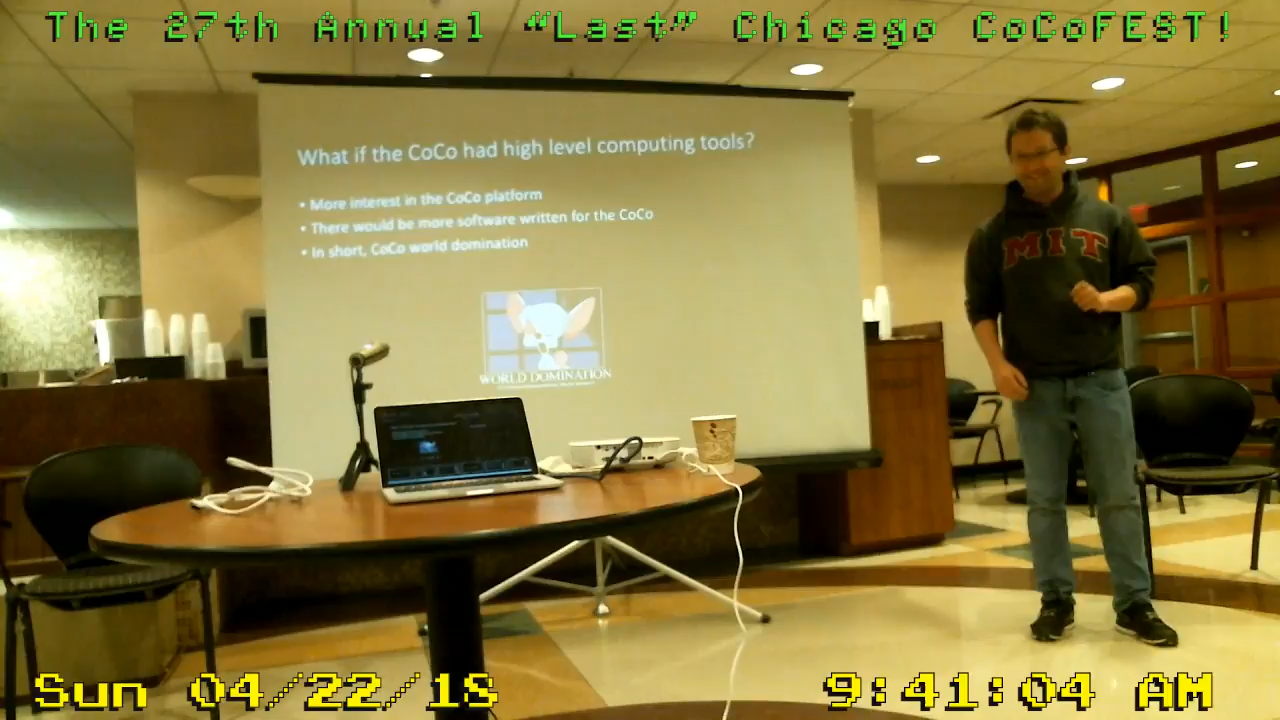 The 27th Annual “Last” Chicago CoCoFEST!
What if the CoCo had high level computing tools?
• More interest in the CoCo platform
• There would be more software written for the CoCo
• In short, CoCo world domination
WORLD DOMINATION
MIT
Sun 04/22/18
9:41:04 AM